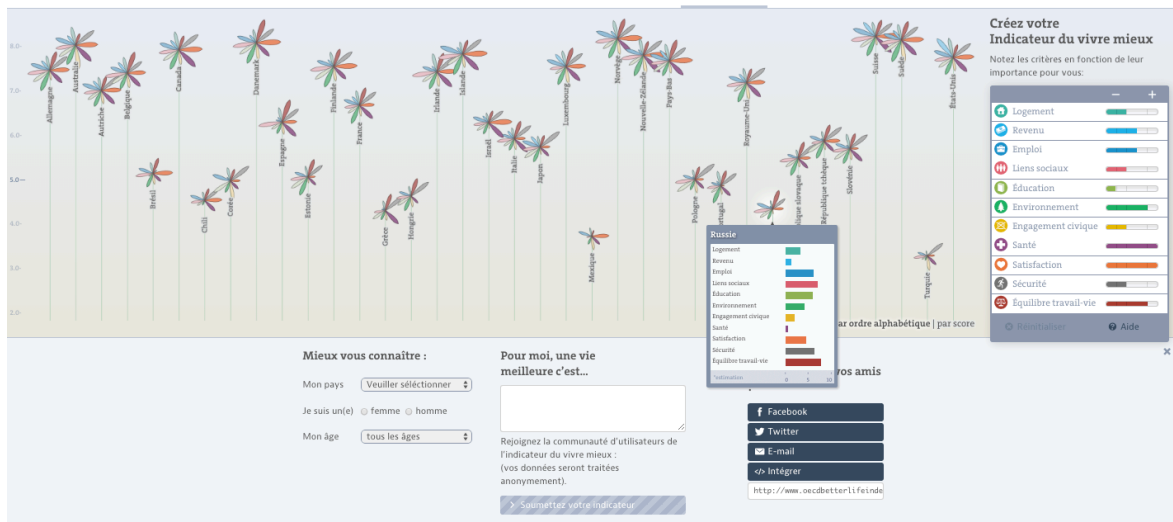 Créez votre
Indicateur du vivre mieux
Notez les critères en fonction de leur
importance pour vous:
− +
Logement
Revenu
Emploi
Liens sociaux
Éducation
Environnement
Engagement civique
Santé
Satisfaction
Sécurité
Équilibre travail-vie
Réinitialiser
Aide
8.0
7.0
6.0
5.0
4.0
3.0
2.0
Allemagne
Australie
Autriche
Belgique
Brésil
Canada
Chili
Corée
Danemark
Espagne
Estonie
Finlande
France
Grèce
Hongrie
Irlande
Islande
Israël
Italie
Japon
Luxembourg
Mexique
Norvège
Nouvelle-Zélande
Pays-Bas
Pologne
Portugal
Royaume-Uni
blique slovaque
République tchèque
Slovénie
Suisse
Suède
Turquie
États-Unis
Russie
Logement
Revenu
Emploi
Liens sociaux
Éducation
Environnement
Engagement civique
Santé
Satisfaction
Sécurité
Équilibre travail-vie
*estimation 0 5 10
ar ordre alphabétique | par score
Mieux vous connaître :
Mon pays Veuiller séléctionner
Je suis un(e) femme homme
Mon âge tous les âges
Pour moi, une vie
meilleure c'est...
Rejoignez la communauté d'utilisateurs de
l'indicateur du vivre mieux :
(vos données seront traitées
anonymement).
> Soumettez votre indicateur
vos amis
Facebook
Twitter
E-mail
</> Intégrer
http://www.oecdbetterlifeinde